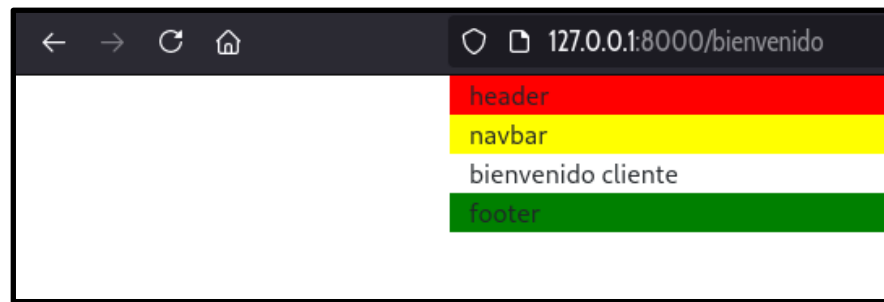 127.0.0.1:8000/bienvenido
header
navbar
bienvenido cliente
footer